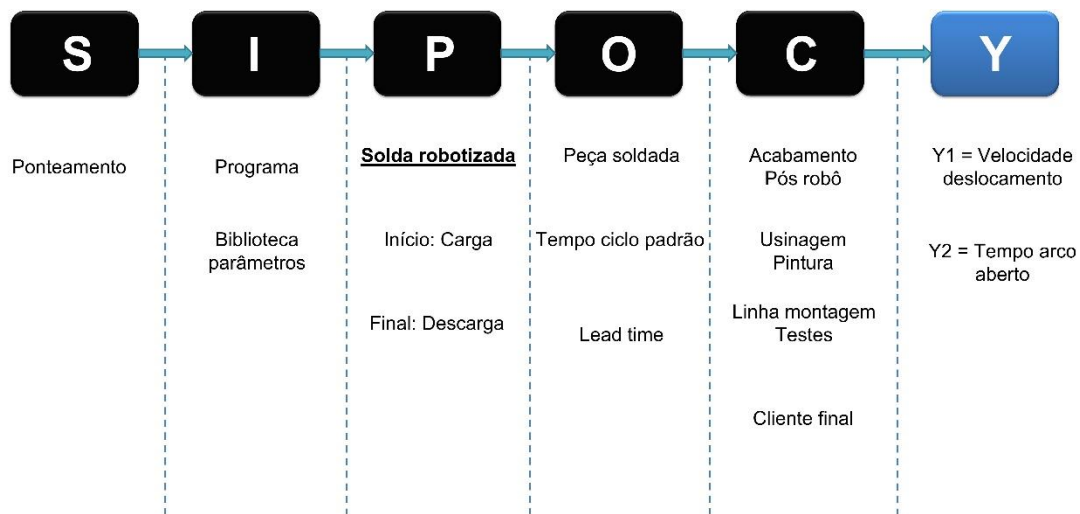 S
I
P
O
C
Y
Ponteamento
Programa
Biblioteca
parâmetros
Solda robotizada
Início: Carga
Final: Descarga
Peça soldada
Tempo ciclo padrão
Lead time
Acabamento
Pós robô
Usinagem
Pintura
Linha montagem
Testes
Cliente final
Y1 = Velocidade
deslocamento
Y2 = Tempo arco
aberto